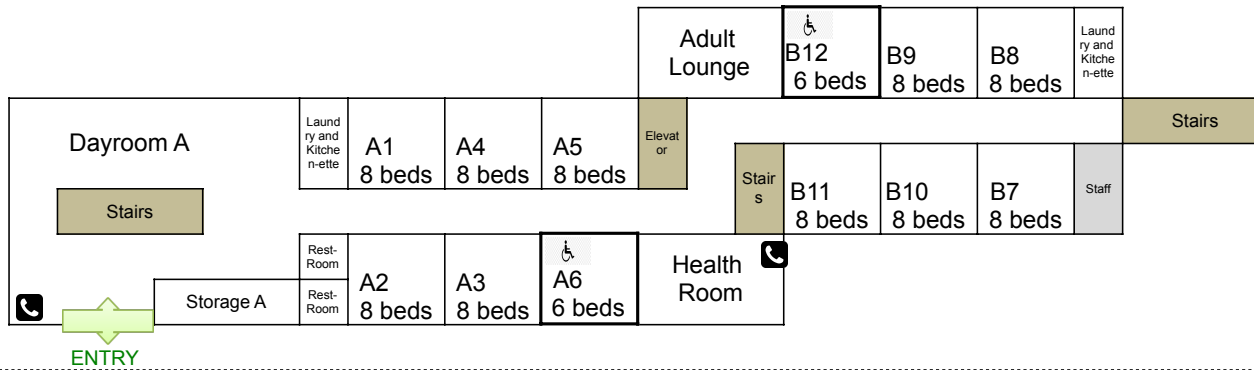 Adult
Lounge
B12
6 beds
B9
8 beds
B8
8 beds
Laund
ry and
Kitche
n-ette
Dayroom A
Laund
ry and
Kitche
n-ette
A1
8 beds
A4
8 beds
A5
8 beds
Elevat
or
Stairs
Stairs
Stair
s
B11
8 beds
B10
8 beds
B7
8 beds
Staff
Rest-
Room
Rest-
Room
Storage A
A2
8 beds
A3
8 beds
A6
6 beds
Health
Room
ENTRY